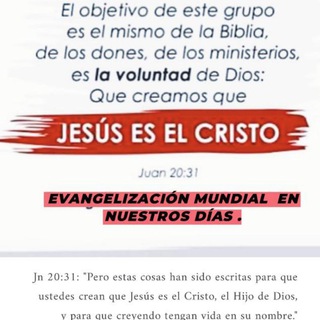 El objetivo de este grupo
es el mismo de la Biblia,
de los dones, de los ministerios,
es la voluntad de Dios:
Que creamos que
JESÚS ES EL CRISTO
Juan 20:31
EVANGELIZACIÓN MUNDIAL EN
NUESTROS DÍAS .
Jn 20:31: "Pero estas cosas han sido escritas para que
ustedes crean que Jesús es el Cristo, el Hijo de Dios,
y para que creyendo tengan vida en su nombre."